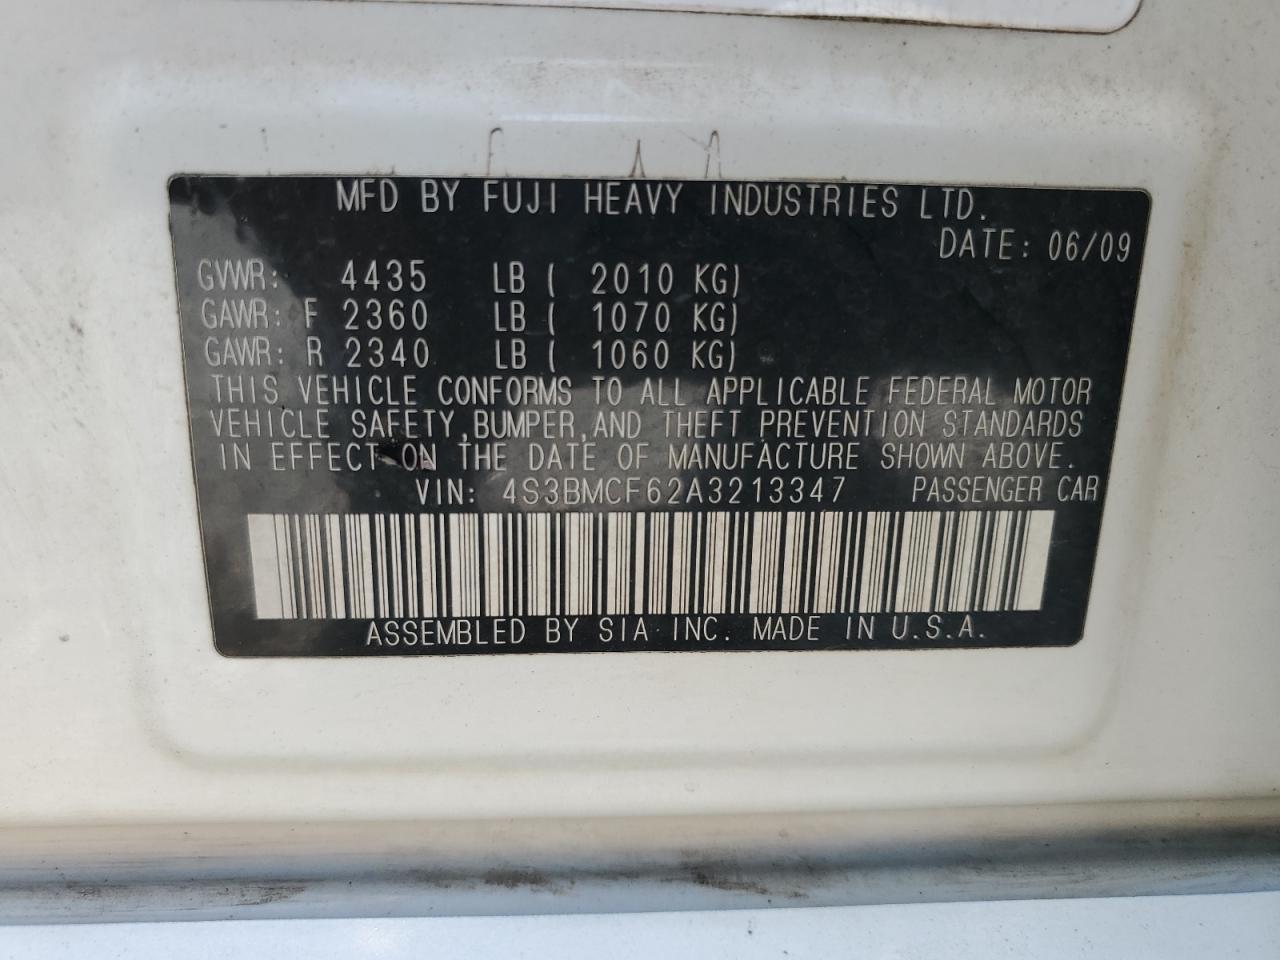 MFD BY FUJI HEAVY INDUSTRIES LTD.
DATE: 06/09
GVWR: 4435 LB ( 2010 KG)
GAWR: F 2360 LB ( 1070 KG)
GAWR: R 2340 LB ( 1060 KG)
THIS VEHICLE CONFORMS TO ALL APPLICABLE FEDERAL MOTOR
VEHICLE SAFETY, BUMPER, AND THEFT PREVENTION STANDARDS
IN EFFECT ON THE DATE OF MANUFACTURE SHOWN ABOVE.
VIN: 4S3BMCF62A3213347 PASSENGER CAR
ASSEMBLED BY SIA INC. MADE IN U.S.A.